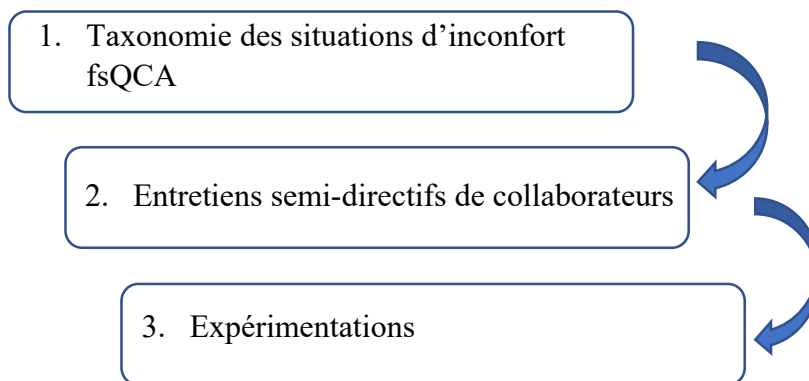 1. Taxonomie des situations d’inconfort
fsQCA
2. Entretiens semi-directifs de collaborateurs
3. Expérimentations